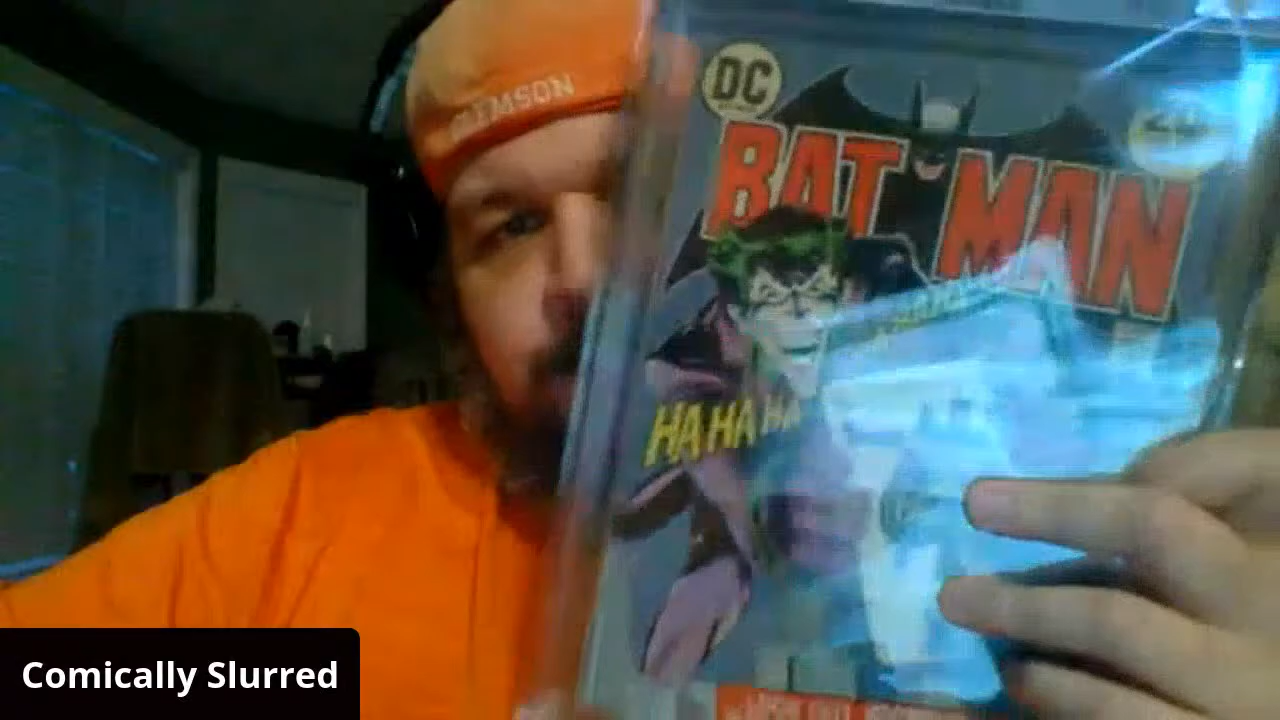 CLEMSON
DC
BATMAN
HA HA HA
Comically Slurred